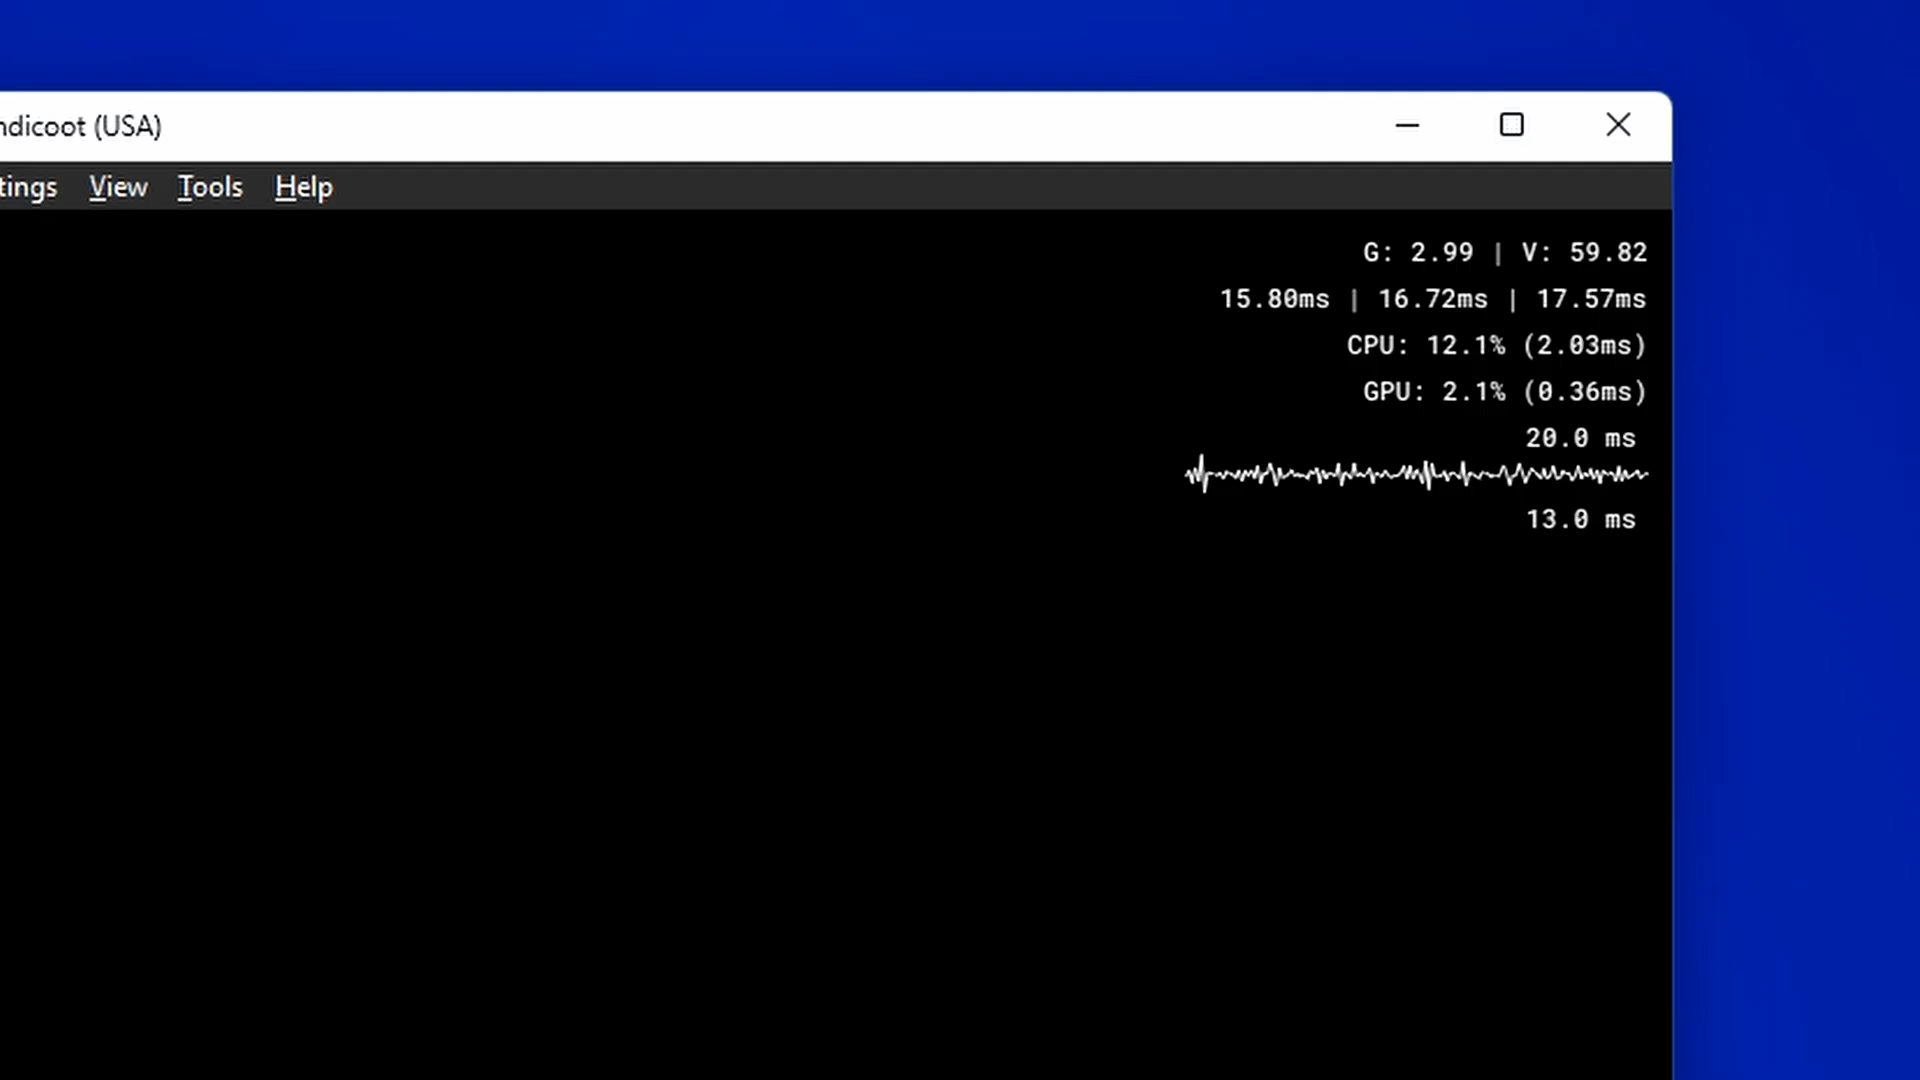 ndicoot (USA)
tings View Tools Help
G: 2.99 | V: 59.82
15.80ms | 16.72ms | 17.57ms
CPU: 12.1% (2.03ms)
GPU: 2.1% (0.36ms)
20.0 ms
13.0 ms